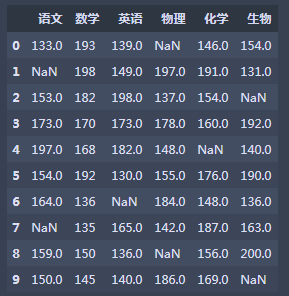 语文 数学 英语 物理 化学 生物
0 133.0 193 139.0 NaN 146.0 154.0
1 NaN 198 149.0 197.0 191.0 131.0
2 153.0 182 198.0 137.0 154.0 NaN
3 173.0 170 173.0 178.0 160.0 192.0
4 197.0 168 182.0 148.0 NaN 140.0
5 154.0 192 130.0 155.0 176.0 190.0
6 164.0 136 NaN 184.0 148.0 136.0
7 NaN 135 165.0 142.0 187.0 163.0
8 159.0 150 136.0 NaN 156.0 200.0
9 150.0 145 140.0 186.0 169.0 NaN